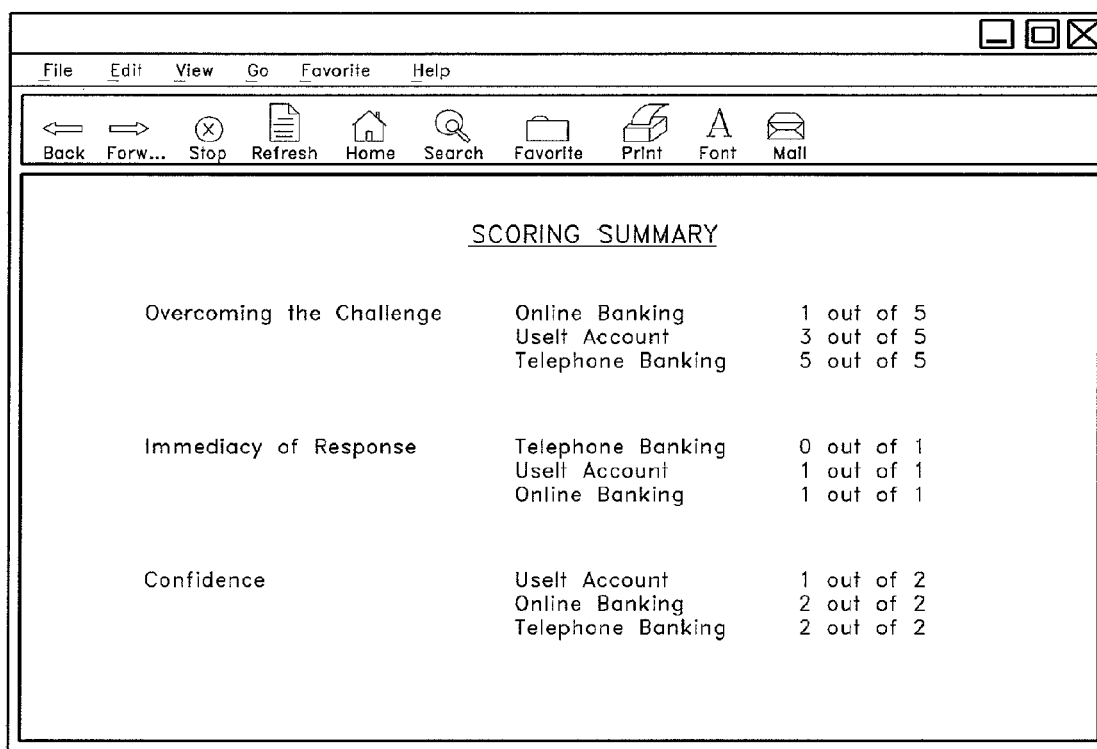 File Edit View Go Favorite Help
Back Forw... Stop Refresh Home Search Favorite Print Font Mail
SCORING SUMMARY
Overcoming the Challenge Online Banking 1 out of 5
UseIt Account 3 out of 5
Telephone Banking 5 out of 5
Immediacy of Response Telephone Banking 0 out of 1
UseIt Account 1 out of 1
Online Banking 1 out of 1
Confidence UseIt Account 1 out of 2
Online Banking 2 out of 2
Telephone Banking 2 out of 2